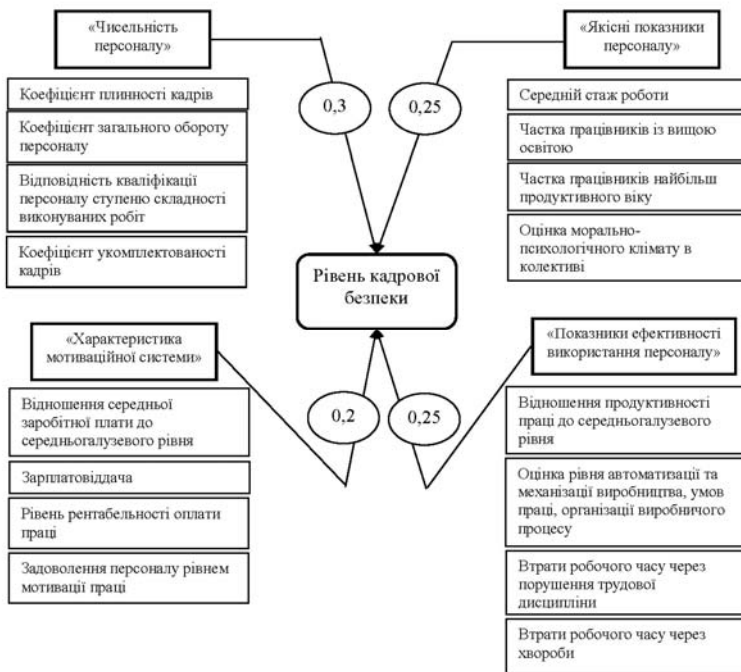 «Чисельність
персоналу»
Коефіцієнт плинності кадрів
Коефіцієнт загального обороту
персоналу
Відповідність кваліфікації
персоналу ступеню складності
виконуваних робіт
Коефіцієнт укомплектованості
кадрів
0,3
0,25
«Якісні показники
персоналу»
Середній стаж роботи
Частка працівників із вищою
освітою
Частка працівників найбільш
продуктивного віку
Оцінка морально-
психологічного клімату в
колективі
Рівень кадрової
безпеки
«Характеристика
мотиваційної системи»
Відношення середньої
заробітної плати до
середньогалузевого рівня
Зарплатовіддача
Рівень рентабельності оплати
праці
Задоволення персоналу рівнем
мотивації праці
0,2
0,25
«Показники ефективності
використання персоналу»
Відношення продуктивності
праці до середньогалузевого
рівня
Оцінка рівня автоматизації та
механізації виробництва, умов
праці, організації виробничого
процесу
Втрати робочого часу через
порушення трудової
дисципліни
Втрати робочого часу через
хвороби